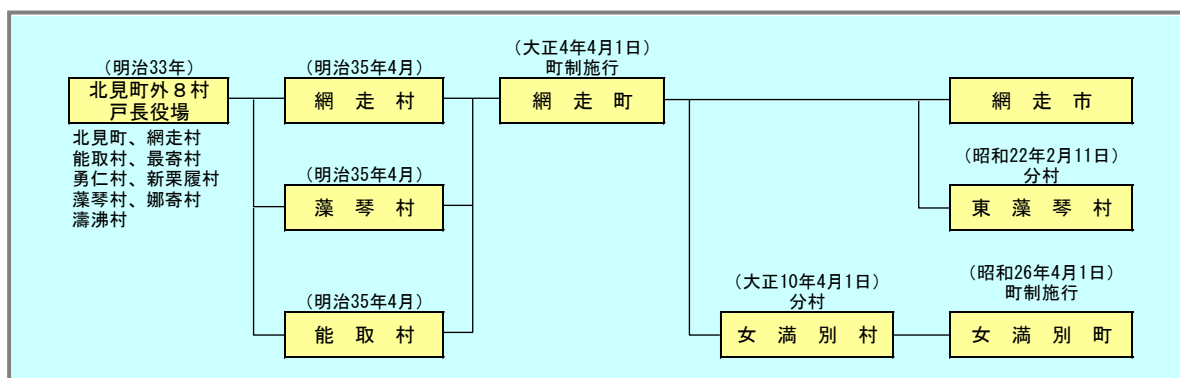 （明治33年）
北見町外８村
戸長役場
北見町、網走村
能取村、最寄村
勇仁村、新栗履村
藻琴村、娜寄村
濤沸村
（明治35年4月）
網　走　村
（明治35年4月）
藻　琴　村
（明治35年4月）
能　取　村
（大正4年4月1日）
町制施行
網　走　町
網　走　市
（昭和22年2月11日）
分村
東　藻　琴　村
（大正10年4月1日）
分村
女　満　別　村
（昭和26年4月1日）
町制施行
女　満　別　町